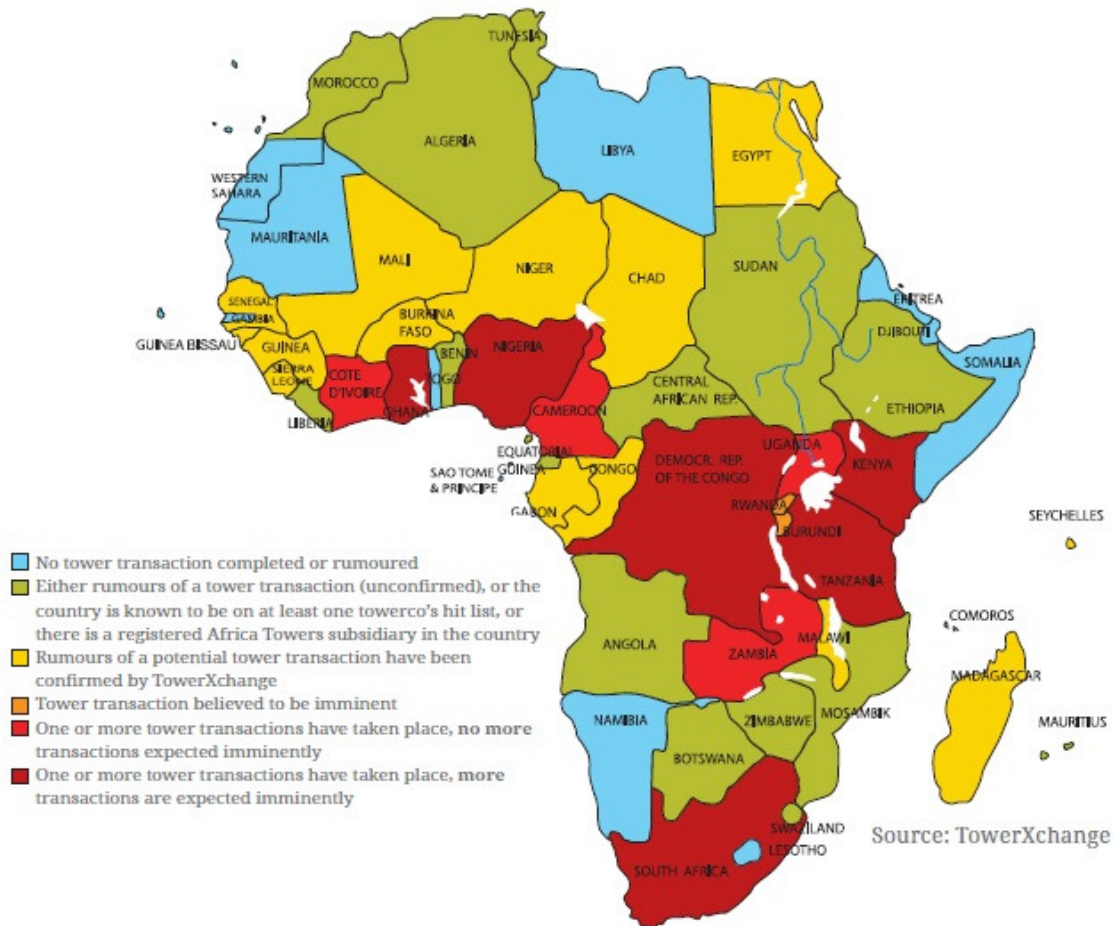 TUNISIA
MOROCCO
ALGERIA
LIBYA
EGYPT
WESTERN
SAHARA
MAURITANIA
MALI
NIGER
CHAD
SUDAN
ERITREA
SENEGAL
GAMBIA
GUINEA BISSAU
GUINEA
BURKINA
FASO
BENIN
NIGERIA
DJIBOUTI
SOMALIA
SIERRA
LEONE
COTE
D'IVOIRE
TOGO
GHANA
LIBERIA
CAMEROON
CENTRAL
AFRICAN REP.
ETHIOPIA
EQUATORIAL
GUINEA
SAO TOME
& PRINCIPE
CONGO
GABON
DEMOCR. REP.
OF THE CONGO
UGANDA
KENYA
RWANDA
BURUNDI
SEYCHELLES
TANZANIA
COMOROS
ANGOLA
ZAMBIA
MALAWI
MADAGASCAR
MOSAMBIK
MAURITIUS
NAMIBIA
ZIMBABWE
BOTSWANA
SWAZILAND
LESOTHO
SOUTH AFRICA
No tower transaction completed or rumoured
Either rumours of a tower transaction (unconfirmed), or the
country is known to be on at least one towerco's hit list, or
there is a registered Africa Towers subsidiary in the country
Rumours of a potential tower transaction have been
confirmed by TowerXchange
Tower transaction believed to be imminent
One or more tower transactions have taken place, no more
transactions expected imminently
One or more tower transactions have taken place, more
transactions are expected imminently
Source: TowerXchange